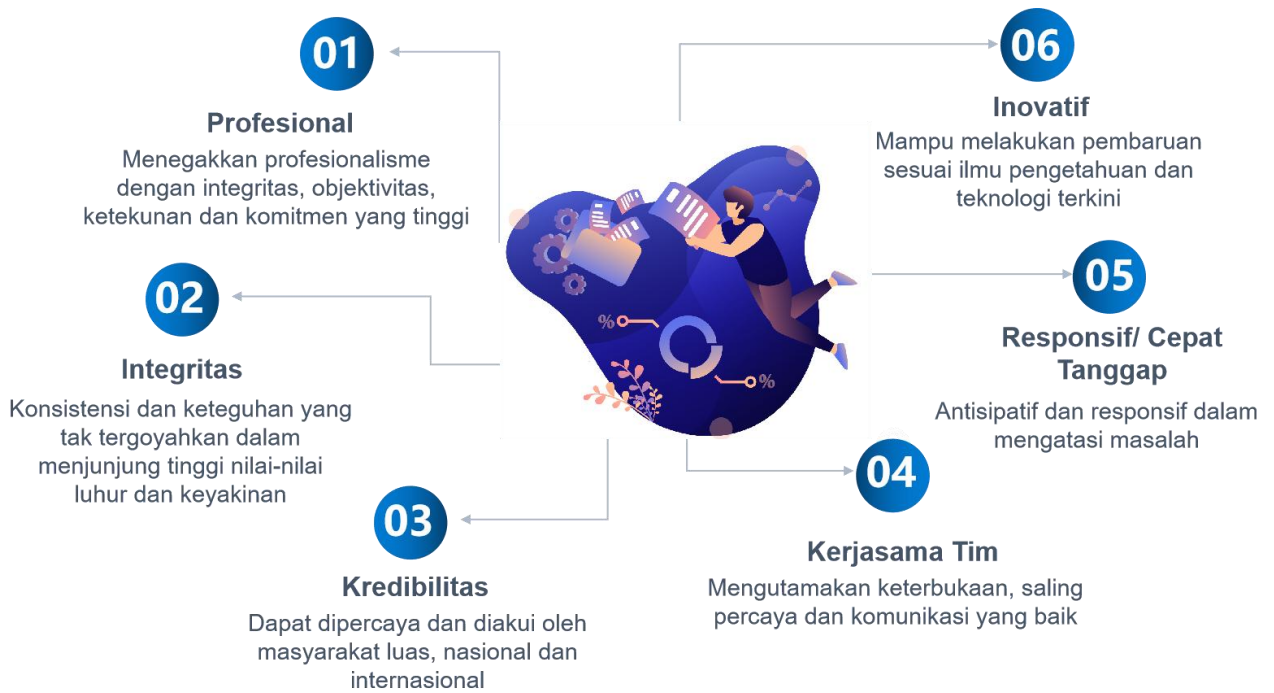 01
Profesional
Menegakkan profesionalisme
dengan integritas, objektivitas,
ketekunan dan komitmen yang tinggi
02
Integritas
Konsistensi dan keteguhan yang
tak tergoyahkan dalam
menjunjung tinggi nilai-nilai
luhur dan keyakinan
03
Kredibilitas
Dapat dipercaya dan diakui oleh
masyarakat luas, nasional dan
internasional
04
Kerjasama Tim
Mengutamakan keterbukaan, saling
percaya dan komunikasi yang baik
05
Responsif/ Cepat
Tanggap
Antisipatif dan responsif dalam
mengatasi masalah
06
Inovatif
Mampu melakukan pembaruan
sesuai ilmu pengetahuan dan
teknologi terkini
%
%